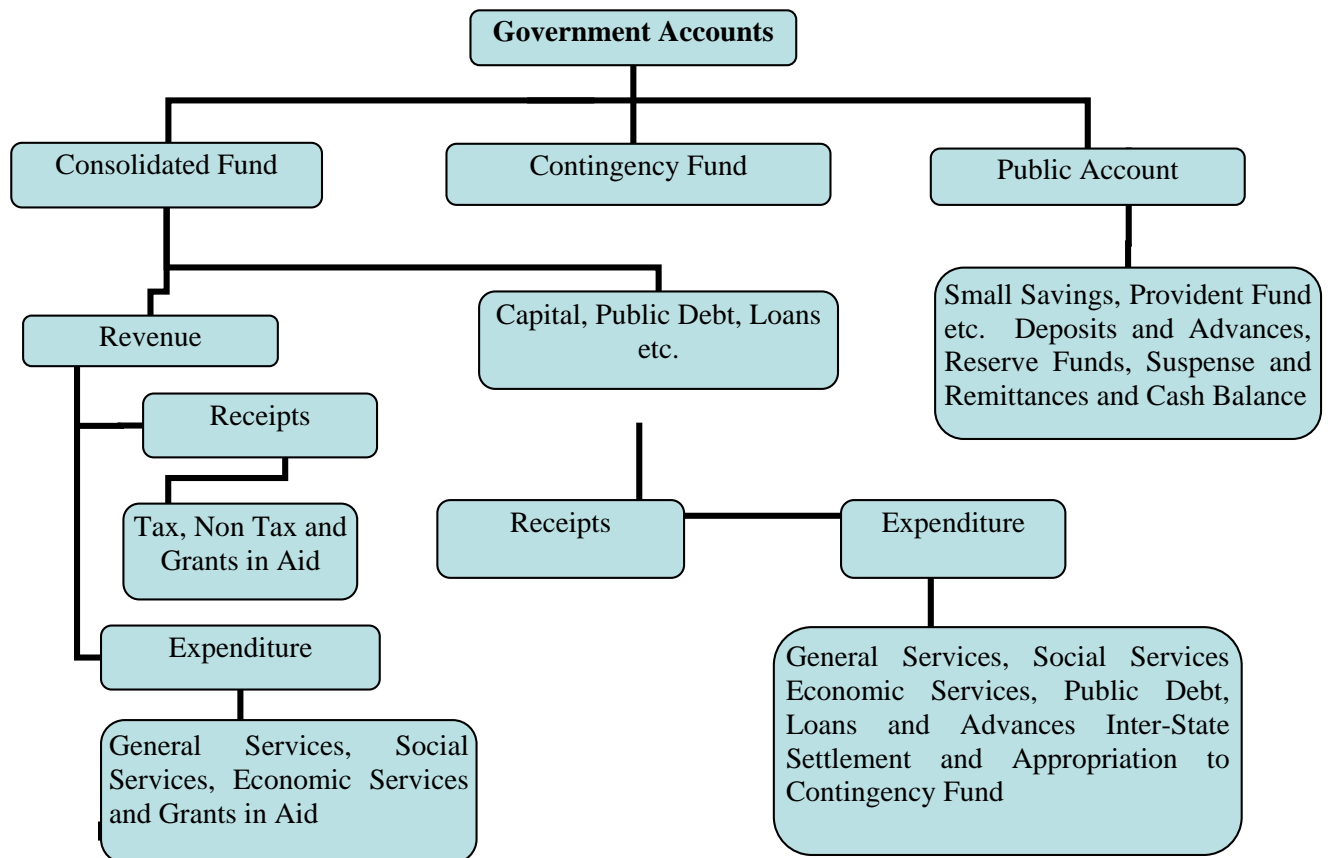 Government Accounts
Consolidated Fund
Contingency Fund
Public Account
Revenue
Capital, Public Debt, Loans
etc.
Small Savings, Provident Fund
etc. Deposits and Advances,
Reserve Funds, Suspense and
Remittances and Cash Balance
Receipts
Tax, Non Tax and
Grants in Aid
Receipts
Expenditure
Expenditure
General Services, Social
Services, Economic Services
and Grants in Aid
General Services, Social Services
Economic Services, Public Debt,
Loans and Advances Inter-State
Settlement and Appropriation to
Contingency Fund